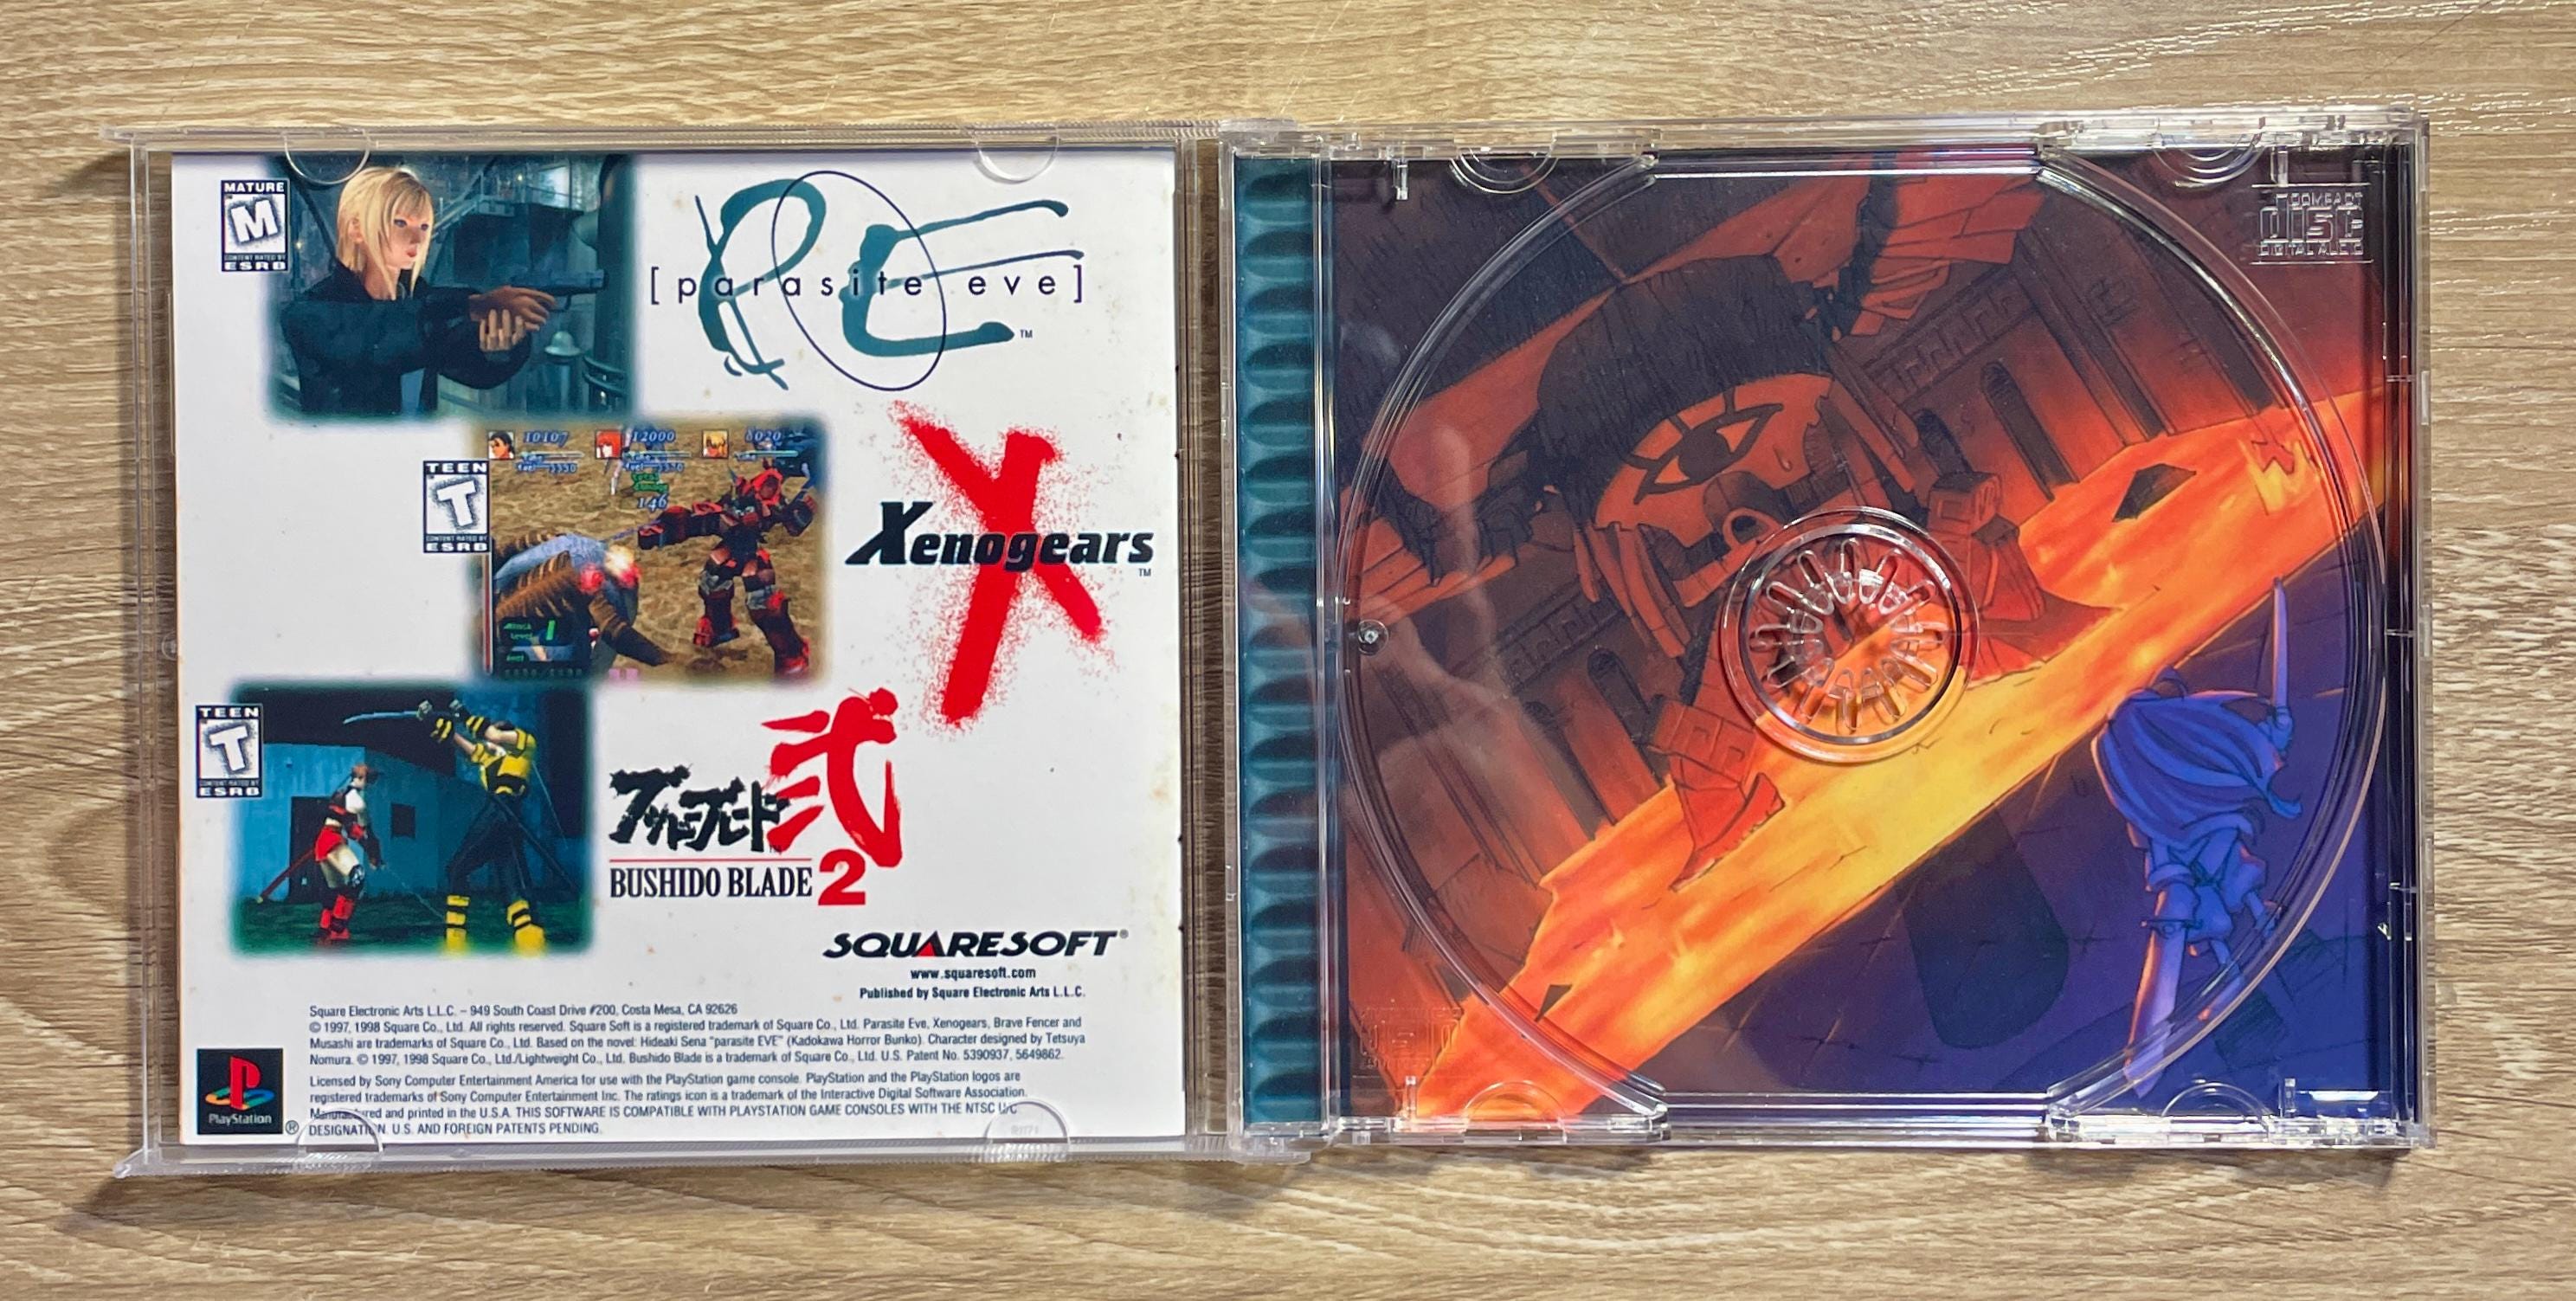 MATURE
M
CONTENT RATED BY
ESRB
[parasite eve]
TM
10107
12000
8020
146
TEEN
T
CONTENT RATED BY
ESRB
Xenogears
TM
TEEN
T
CONTENT RATED BY
ESRB
ブシドーブレード
弐
BUSHIDO BLADE 2
SQUARESOFT®
www.squaresoft.com
Published by Square Electronic Arts L.L.C.
Square Electronic Arts L.L.C. – 949 South Coast Drive #200, Costa Mesa, CA 92626
© 1997, 1998 Square Co., Ltd. All rights reserved. Square Soft is a registered trademark of Square Co., Ltd. Parasite Eve, Xenogears, Brave Fencer and
Musashi are trademarks of Square Co., Ltd. Based on the novel: Hideaki Sena "parasite EVE" (Kadokawa Horror Bunko). Character designed by Tetsuya
Nomura. © 1997, 1998 Square Co., Ltd./Lightweight Co., Ltd. Bushido Blade is a trademark of Square Co., Ltd. U.S. Patent No. 5390937, 5649862.
Licensed by Sony Computer Entertainment America for use with the PlayStation game console. PlayStation and the PlayStation logos are
registered trademarks of Sony Computer Entertainment Inc. The ratings icon is a trademark of the Interactive Digital Software Association.
Manufactured and printed in the U.S.A. THIS SOFTWARE IS COMPATIBLE WITH PLAYSTATION GAME CONSOLES WITH THE NTSC U/C
DESIGNATION. U.S. AND FOREIGN PATENTS PENDING.
PlayStation
®
COMPACT
disc
DIGITAL AUDIO